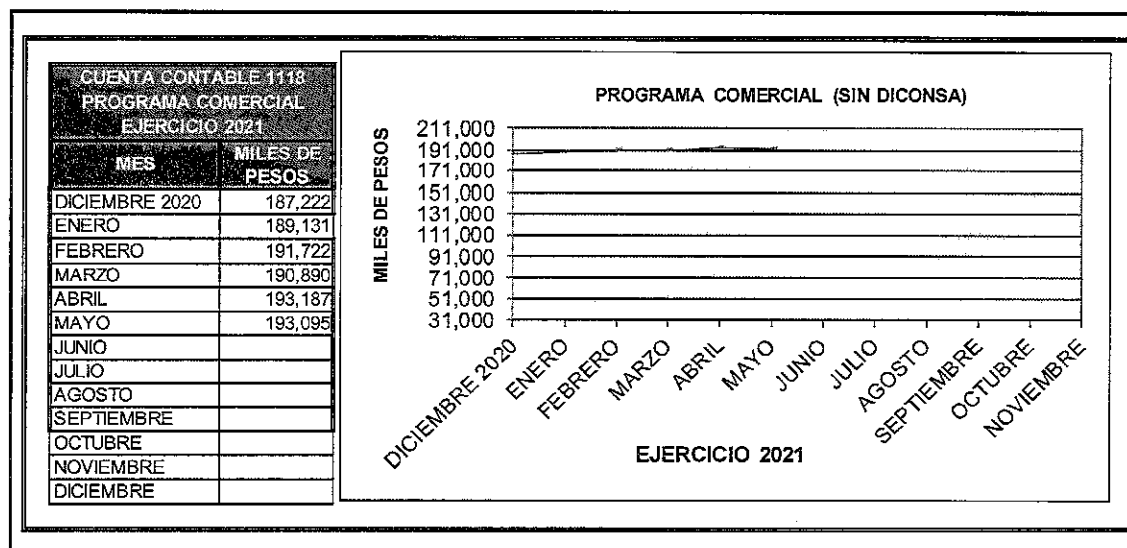 CUENTA CONTABLE 1118
PROGRAMA COMERCIAL
EJERCICIO 2021
MES MILES DE PESOS
DICIEMBRE 2020 187,222
ENERO 189,131
FEBRERO 191,722
MARZO 190,890
ABRIL 193,187
MAYO 193,095
JUNIO
JULIO
AGOSTO
SEPTIEMBRE
OCTUBRE
NOVIEMBRE
DICIEMBRE
PROGRAMA COMERCIAL (SIN DICONSA)
MILES DE PESOS
211,000
191,000
171,000
151,000
131,000
111,000
91,000
71,000
51,000
31,000
DICIEMBRE 2020
ENERO
FEBRERO
MARZO
ABRIL
MAYO
JUNIO
JULIO
AGOSTO
SEPTIEMBRE
OCTUBRE
NOVIEMBRE
EJERCICIO 2021